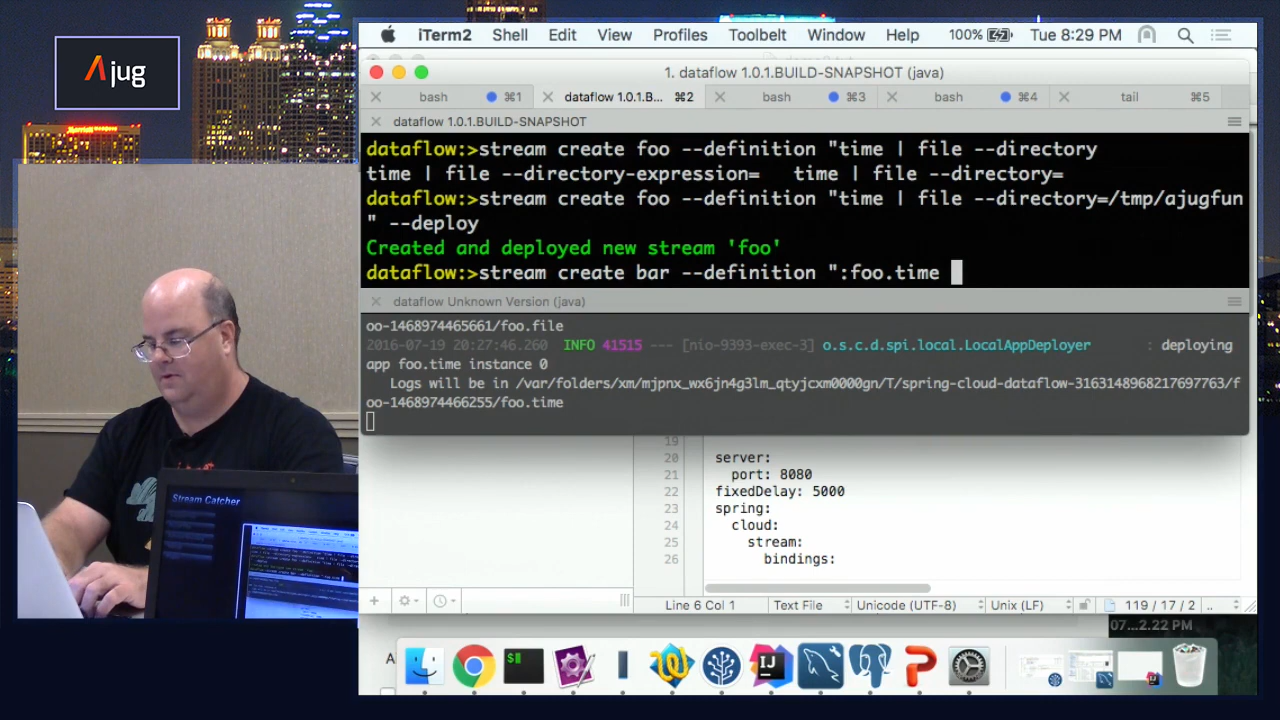 Ajug
iTerm2 Shell Edit View Profiles Toolbelt Window Help 100% Tue 8:29 PM
1. dataflow 1.0.1.BUILD-SNAPSHOT (java)
bash ⌘1 dataflow 1.0.1.B... ⌘2 bash ⌘3 bash ⌘4 tail ⌘5
dataflow 1.0.1.BUILD-SNAPSHOT
dataflow:>stream create foo --definition "time | file --directory
time | file --directory-expression= time | file --directory=
dataflow:>stream create foo --definition "time | file --directory=/tmp/ajugfun
" --deploy
Created and deployed new stream 'foo'
dataflow:>stream create bar --definition ":foo.time
dataflow Unknown Version (java)
oo-1468974465661/foo.file
2016-07-19 20:27:46.260 INFO 41515 --- [nio-9393-exec-3] o.s.c.d.spi.local.LocalAppDeployer : deploying
app foo.time instance 0
Logs will be in /var/folders/xm/mjpnx_wx6jn4g3lm_qtyjcxm0000gn/T/spring-cloud-dataflow-3163148968217697763/f
oo-1468974466255/foo.time
19
20 server:
21 port: 8080
22 fixedDelay: 5000
23 spring:
24 cloud:
25 stream:
26 bindings:
Line 6 Col 1 Text File Unicode (UTF-8) Unix (LF) 119 / 17 / 2 ..
07...2.22 PM
Stream Catcher
Marriott